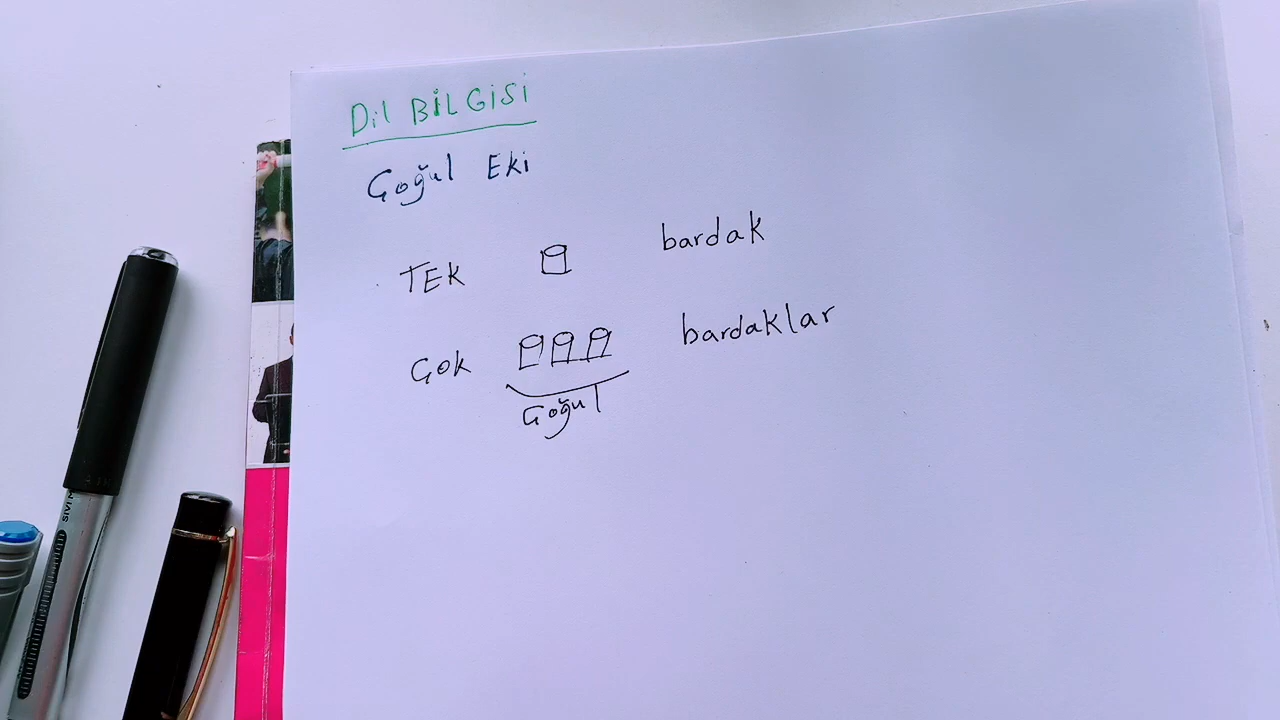 Dil BİLGİSİ
Çoğul Eki
TEK bardak
Çok bardaklar
Çoğul